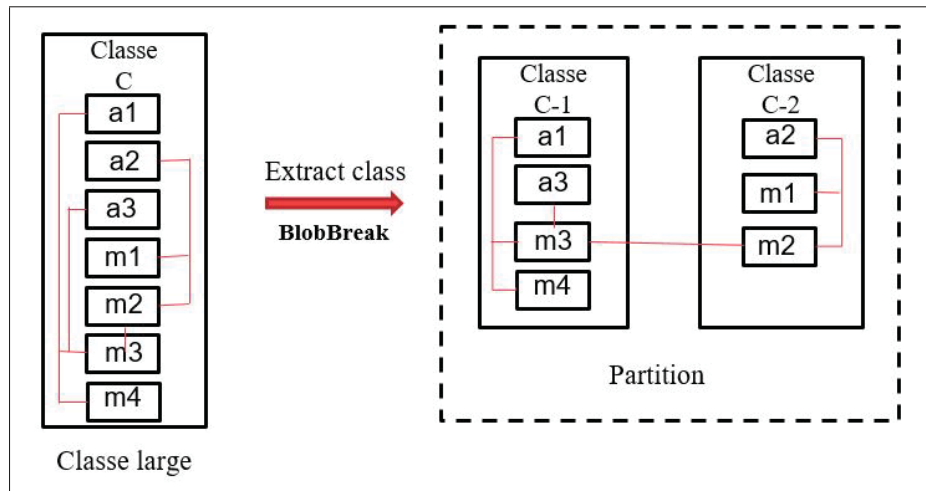 Classe
C
a1
a2
a3
m1
m2
m3
m4
Classe large
Extract class
BlobBreak
Classe
C-1
a1
a3
m3
m4
Classe
C-2
a2
m1
m2
Partition